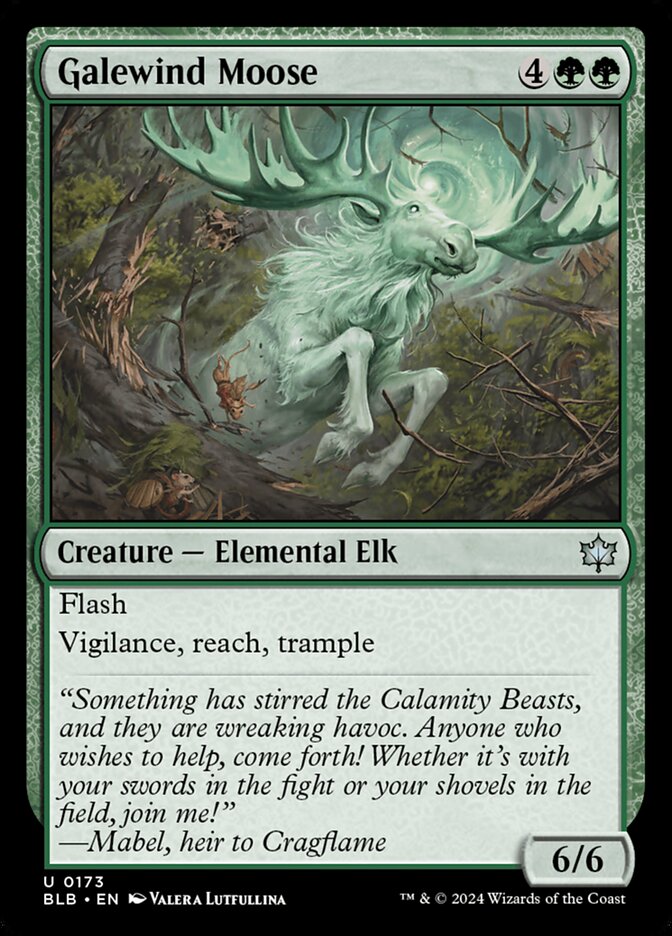 Galewind Moose 4
Creature — Elemental Elk
Flash
Vigilance, reach, trample
“Something has stirred the Calamity Beasts,
and they are wreaking havoc. Anyone who
wishes to help, come forth! Whether it’s with
your swords in the fight or your shovels in the
field, join me!”
—Mabel, heir to Cragflame
6/6
U 0173
BLB • EN VALERA LUTFULLINA
™ & © 2024 Wizards of the Coast